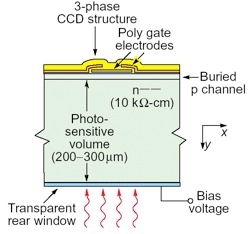 3-phase
CCD structure
Poly gate
electrodes
Buried
p channel
n––
(10 kΩ-cm)
Photo-
sensitive
volume
(200–300μm)
x
y
Transparent
rear window
Bias
voltage